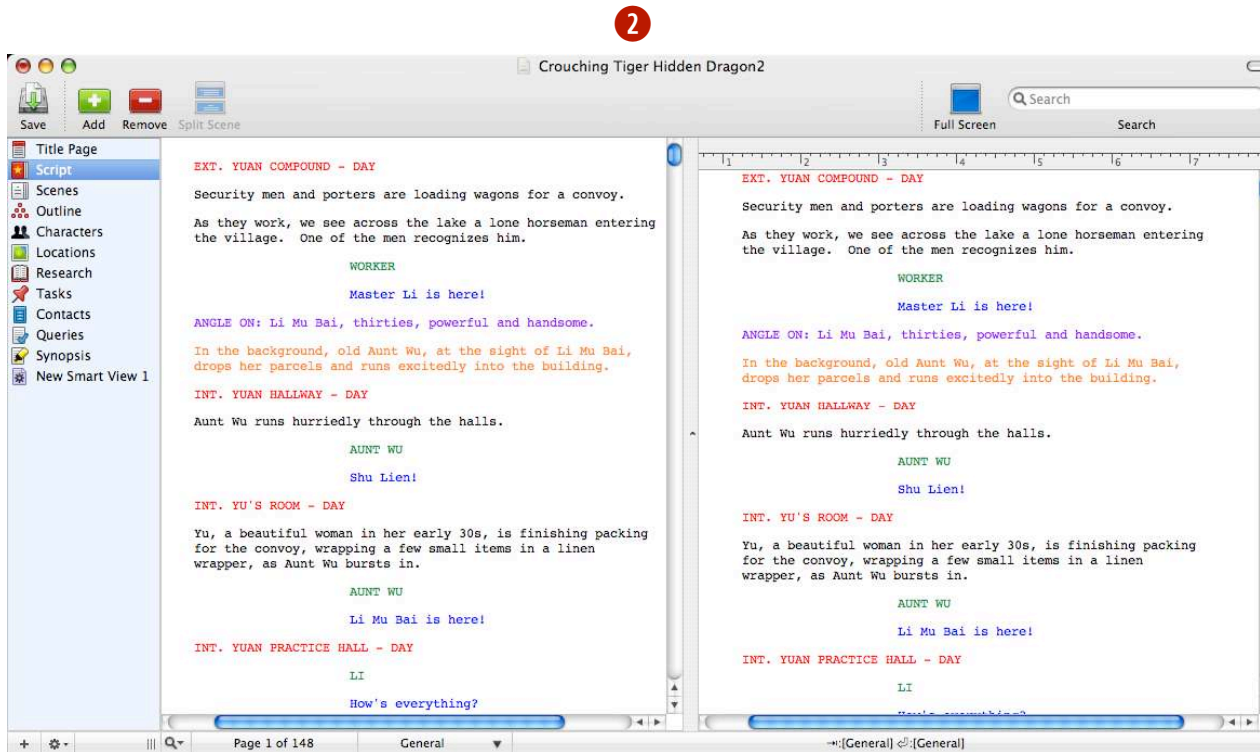 2
Crouching Tiger Hidden Dragon2
Save Add Remove Split Scene Full Screen Search Search
Title Page
Script
Scenes
Outline
Characters
Locations
Research
Tasks
Contacts
Queries
Synopsis
New Smart View 1
EXT. YUAN COMPOUND - DAY
Security men and porters are loading wagons for a convoy.
As they work, we see across the lake a lone horseman entering
the village. One of the men recognizes him.
WORKER
Master Li is here!
ANGLE ON: Li Mu Bai, thirties, powerful and handsome.
In the background, old Aunt Wu, at the sight of Li Mu Bai,
drops her parcels and runs excitedly into the building.
INT. YUAN HALLWAY - DAY
Aunt Wu runs hurriedly through the halls.
AUNT WU
Shu Lien!
INT. YU'S ROOM - DAY
Yu, a beautiful woman in her early 30s, is finishing packing
for the convoy, wrapping a few small items in a linen
wrapper, as Aunt Wu bursts in.
AUNT WU
Li Mu Bai is here!
INT. YUAN PRACTICE HALL - DAY
LI
How's everything?
1 2 3 4 5 6 7
EXT. YUAN COMPOUND - DAY
Security men and porters are loading wagons for a convoy.
As they work, we see across the lake a lone horseman entering
the village. One of the men recognizes him.
WORKER
Master Li is here!
ANGLE ON: Li Mu Bai, thirties, powerful and handsome.
In the background, old Aunt Wu, at the sight of Li Mu Bai,
drops her parcels and runs excitedly into the building.
INT. YUAN HALLWAY - DAY
Aunt Wu runs hurriedly through the halls.
AUNT WU
Shu Lien!
INT. YU'S ROOM - DAY
Yu, a beautiful woman in her early 30s, is finishing packing
for the convoy, wrapping a few small items in a linen
wrapper, as Aunt Wu bursts in.
AUNT WU
Li Mu Bai is here!
INT. YUAN PRACTICE HALL - DAY
LI
Page 1 of 148 General :[General] :[General]